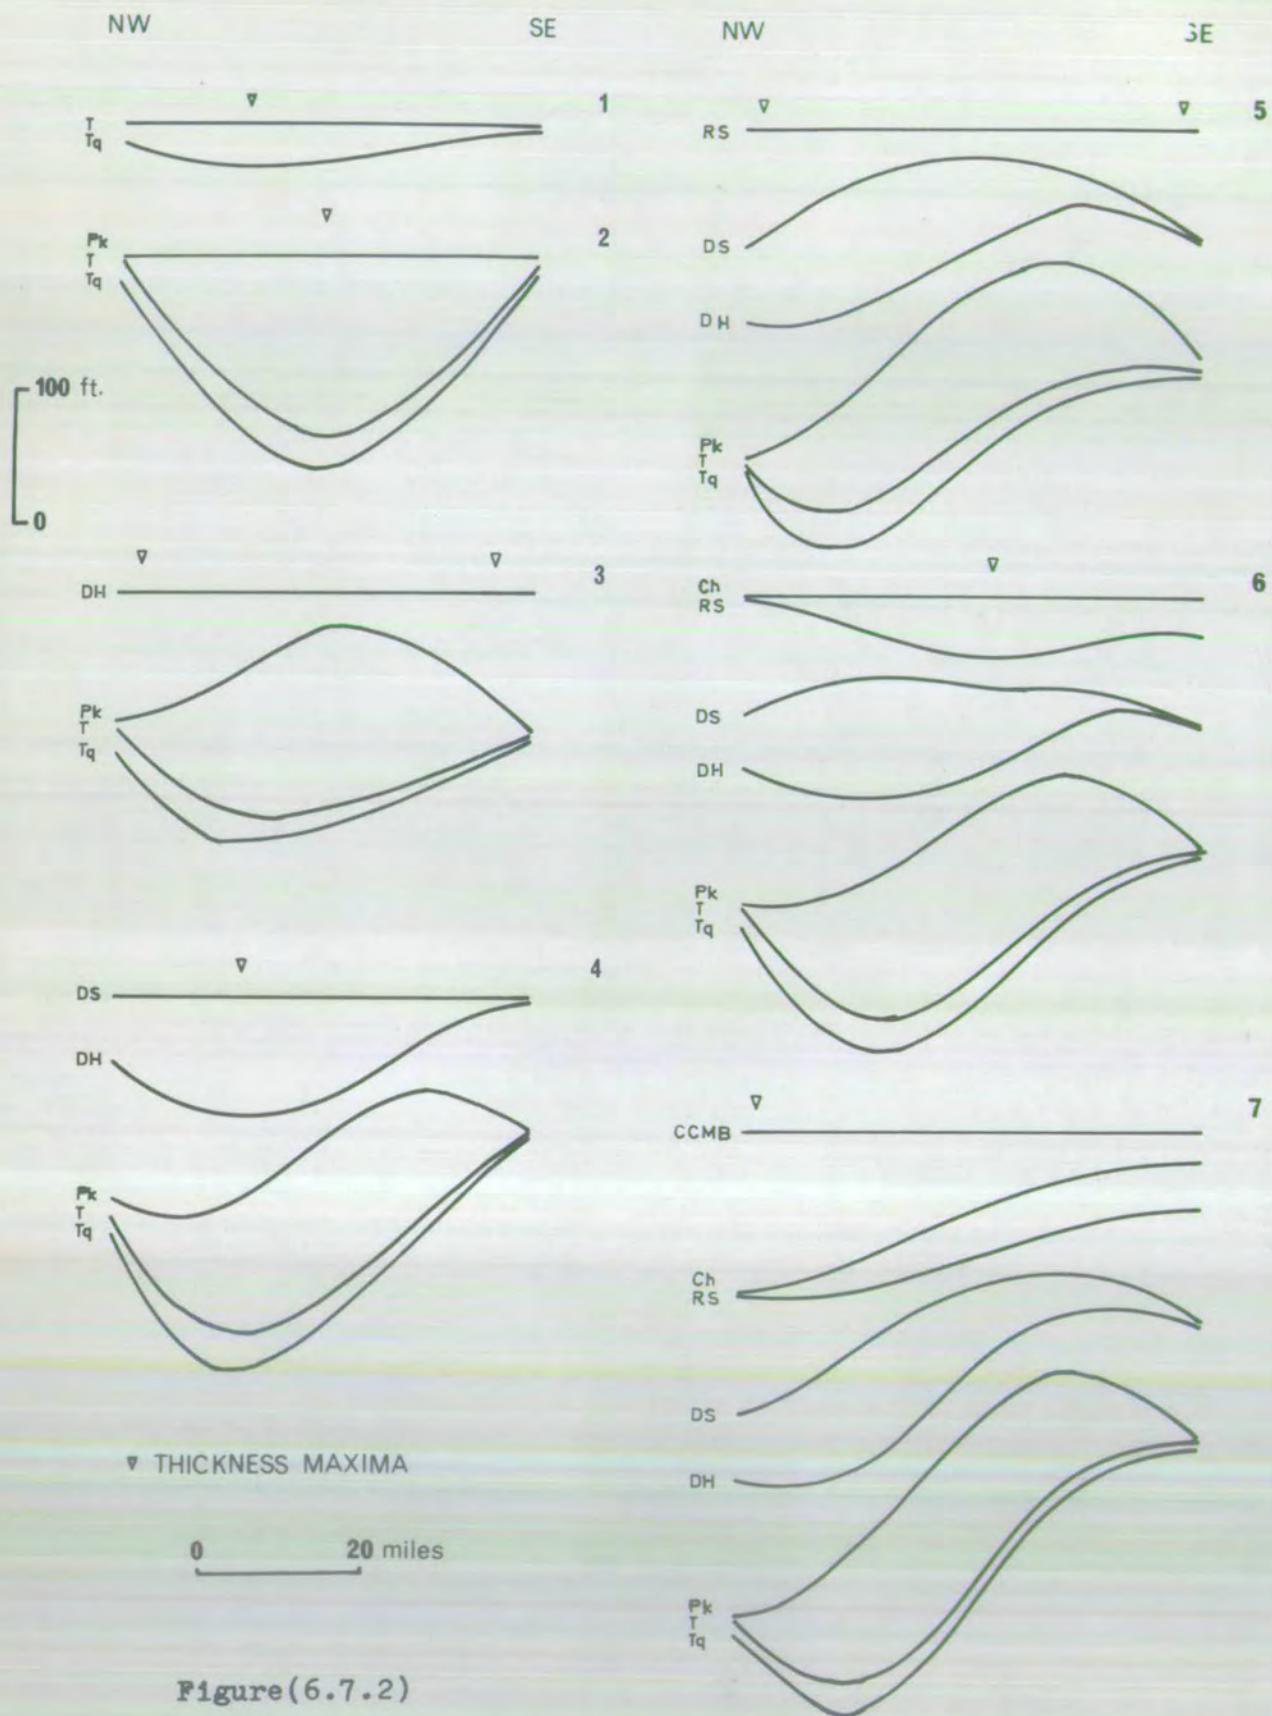 NW SE NW SE
1
T
Tq
2
Pk
T
Tq
100 ft.
0
3
DH
Pk
T
Tq
4
DS
DH
Pk
T
Tq
THICKNESS MAXIMA
0 20 miles
Figure(6.7.2)
5
RS
DS
DH
Pk
T
Tq
6
Ch
RS
DS
DH
Pk
T
Tq
7
CCMB
Ch
RS
DS
DH
Pk
T
Tq